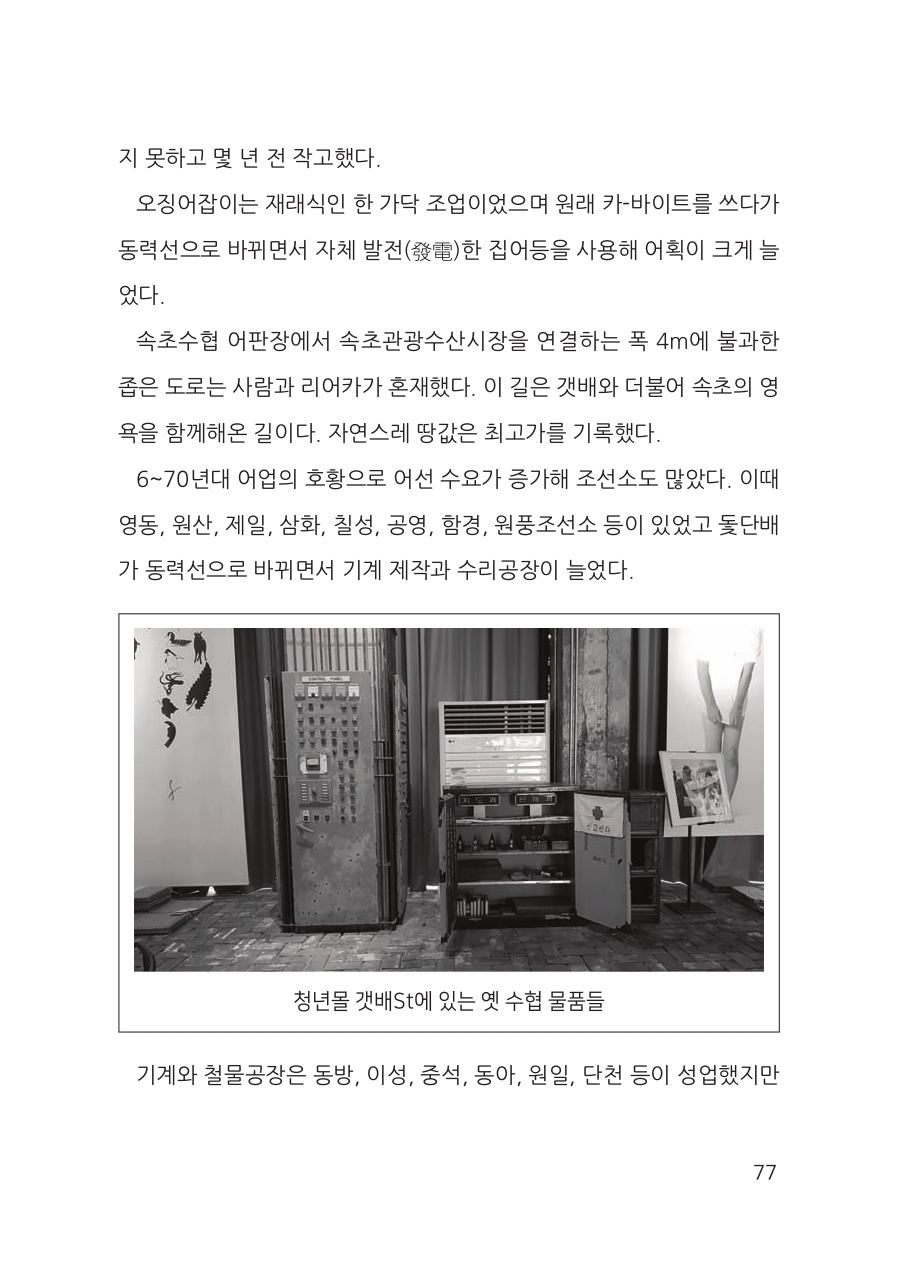 지 못하고 몇 년 전 작고했다.
오징어잡이는 재래식인 한 가닥 조업이었으며 원래 카-바이트를 쓰다가
동력선으로 바뀌면서 자체 발전(發電)한 집어등을 사용해 어획이 크게 늘
었다.
속초수협 어판장에서 속초관광수산시장을 연결하는 폭 4m에 불과한
좁은 도로는 사람과 리어카가 혼재했다. 이 길은 갯배와 더불어 속초의 영
욕을 함께해온 길이다. 자연스레 땅값은 최고가를 기록했다.
6~70년대 어업의 호황으로 어선 수요가 증가해 조선소도 많았다. 이때
영동, 원산, 제일, 삼화, 칠성, 공영, 함경, 원풍조선소 등이 있었고 돛단배
가 동력선으로 바뀌면서 기계 제작과 수리공장이 늘었다.
CONTROL PANEL
지도과 판매과
청년몰 갯배St에 있는 옛 수협 물품들
기계와 철물공장은 동방, 이성, 중석, 동아, 원일, 단천 등이 성업했지만
77